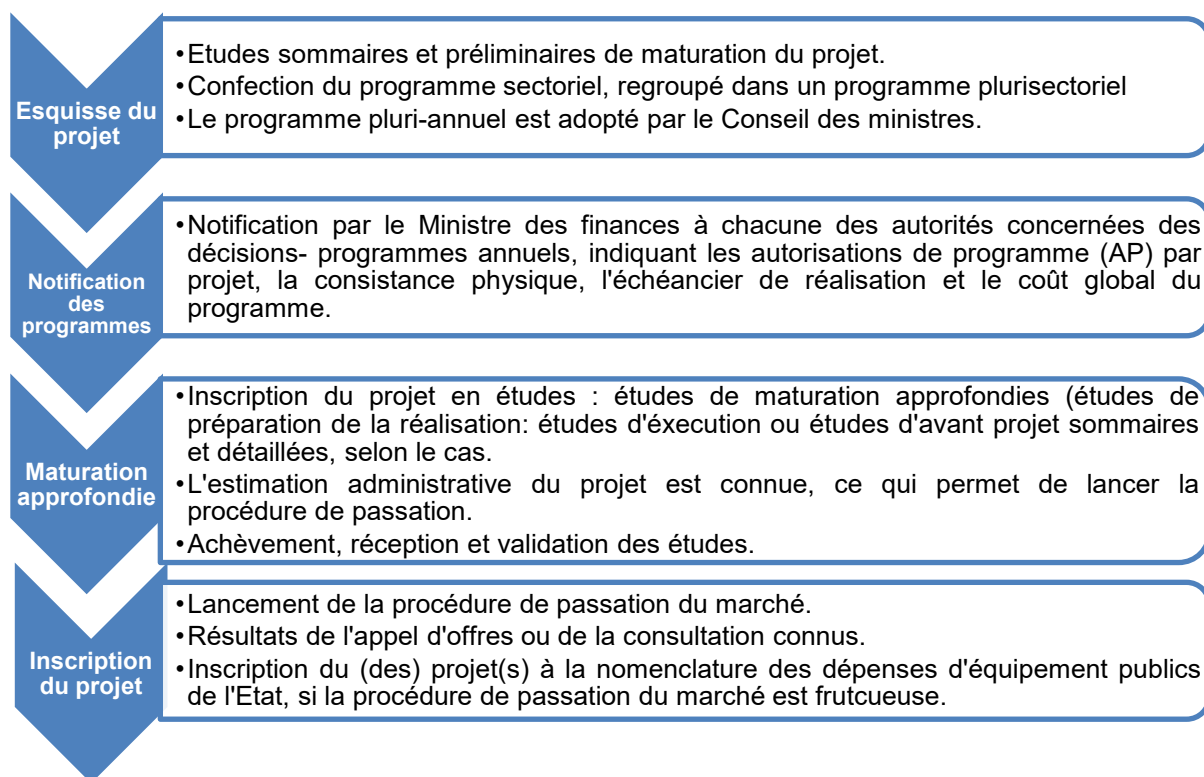 Esquisse du
projet
•Etudes sommaires et préliminaires de maturation du projet.
•Confection du programme sectoriel, regroupé dans un programme plurisectoriel
•Le programme pluri-annuel est adopté par le Conseil des ministres.
Notification
des
programmes
•Notification par le Ministre des finances à chacune des autorités concernées des
décisions- programmes annuels, indiquant les autorisations de programme (AP) par
projet, la consistance physique, l'échéancier de réalisation et le coût global du
programme.
Maturation
approfondie
•Inscription du projet en études : études de maturation approfondies (études de
préparation de la réalisation: études d'éxecution ou études d'avant projet sommaires
et détaillées, selon le cas.
•L'estimation administrative du projet est connue, ce qui permet de lancer la
procédure de passation.
•Achèvement, réception et validation des études.
Inscription
du projet
•Lancement de la procédure de passation du marché.
•Résultats de l'appel d'offres ou de la consultation connus.
•Inscription du (des) projet(s) à la nomenclature des dépenses d'équipement publics
de l'Etat, si la procédure de passation du marché est frutcueuse.